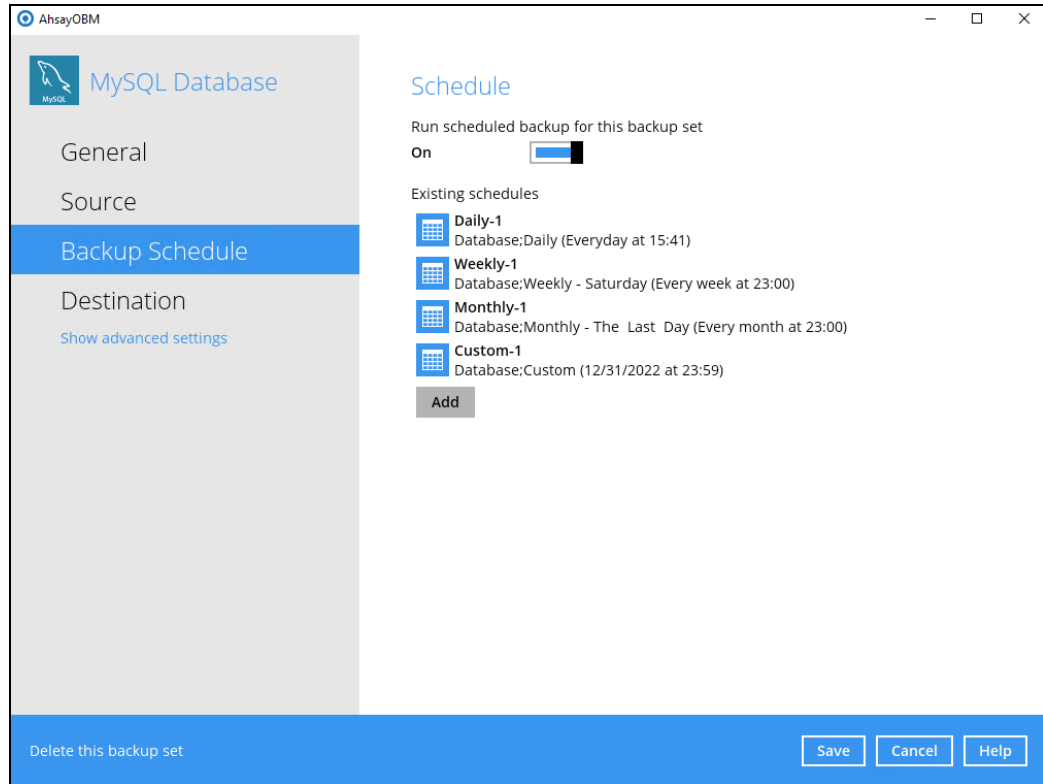 AhsayOBM
MySQL
MySQL Database
General
Source
Backup Schedule
Destination
Show advanced settings
Schedule
Run scheduled backup for this backup set
On
Existing schedules
Daily-1
Database;Daily (Everyday at 15:41)
Weekly-1
Database;Weekly - Saturday (Every week at 23:00)
Monthly-1
Database;Monthly - The  Last  Day (Every month at 23:00)
Custom-1
Database;Custom (12/31/2022 at 23:59)
Add
Delete this backup set
Save
Cancel
Help